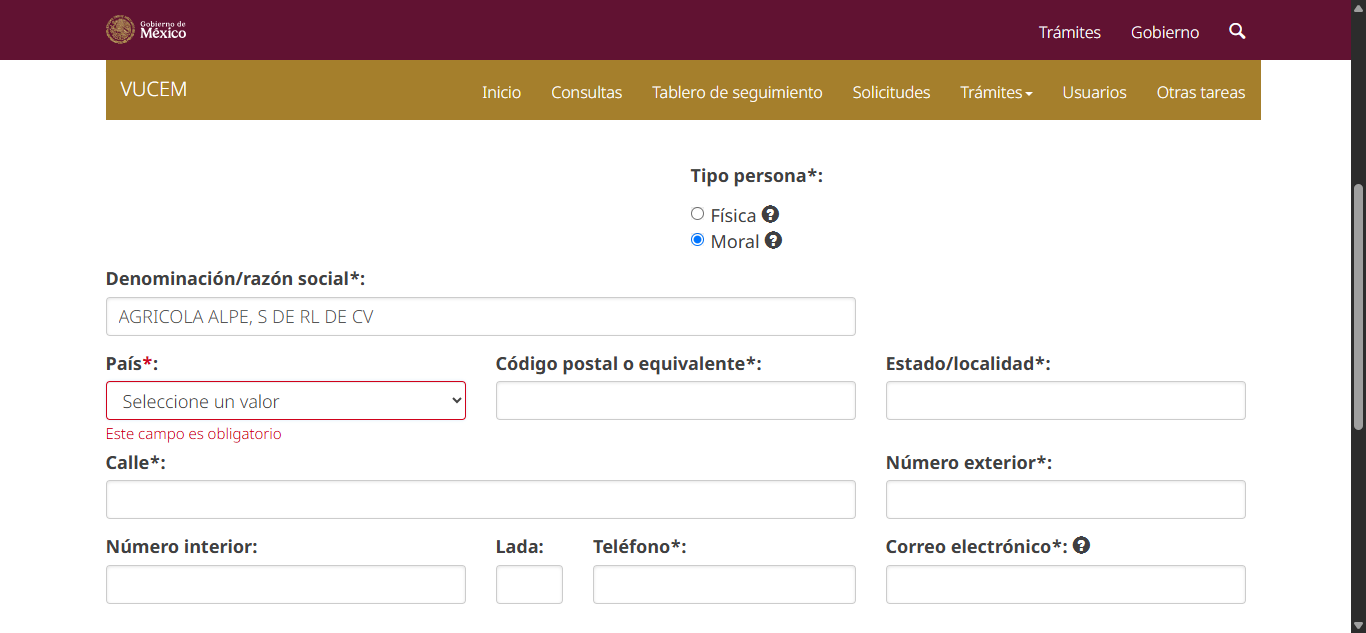 Gobierno de
México
Trámites Gobierno
VUCEM Inicio Consultas Tablero de seguimiento Solicitudes Trámites Usuarios Otras tareas
Tipo persona*:
Física ?
Moral ?
Denominación/razón social*:
AGRICOLA ALPE, S DE RL DE CV
País*: Código postal o equivalente*: Estado/localidad*:
Seleccione un valor
Este campo es obligatorio
Calle*: Número exterior*:
Número interior: Lada: Teléfono*: Correo electrónico*: ?